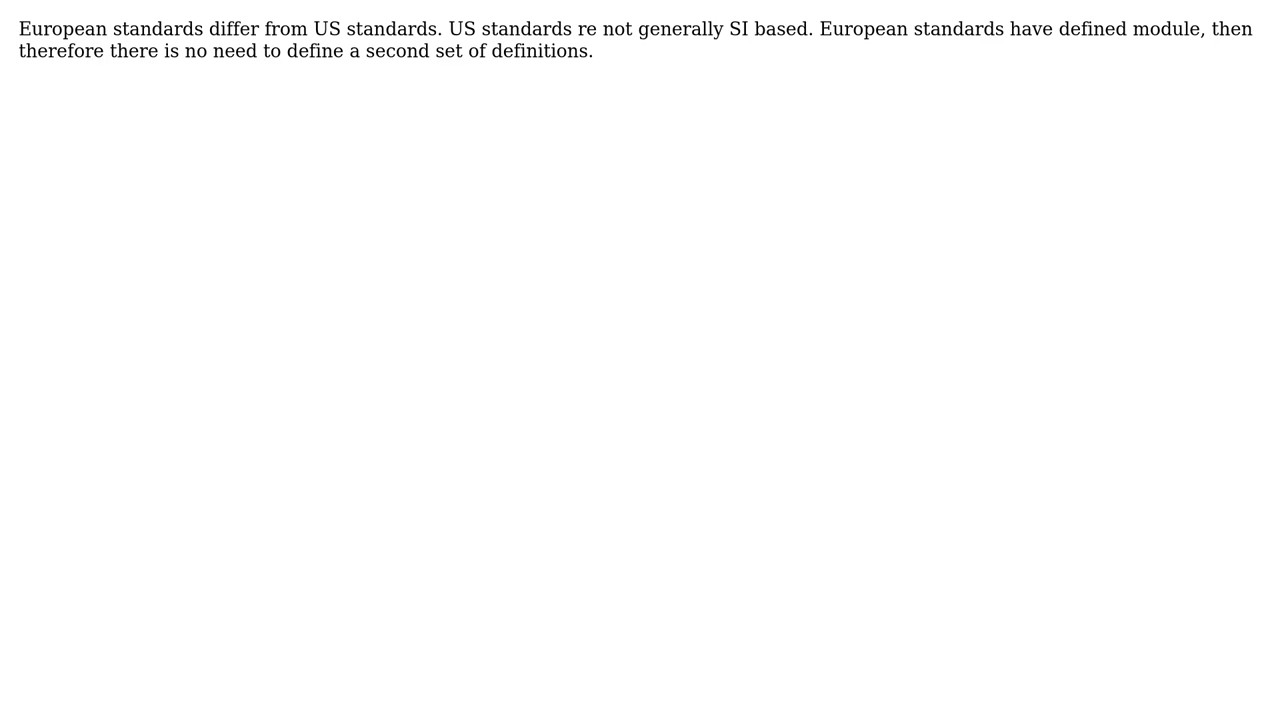 European standards differ from US standards. US standards re not generally SI based. European standards have defined module, then
therefore there is no need to define a second set of definitions.